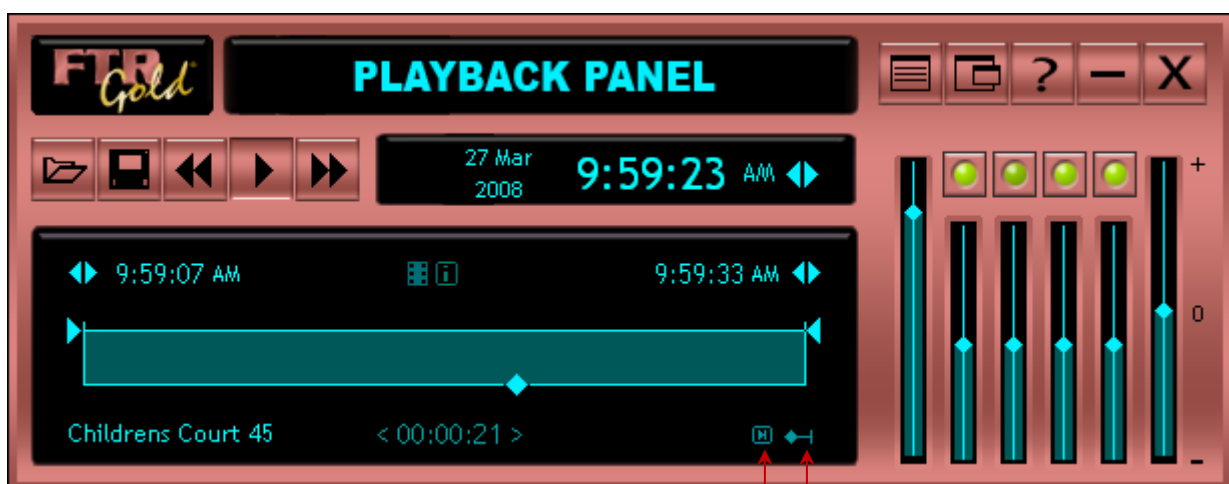 FTR Gold
PLAYBACK PANEL
? – X
27 Mar 2008
9:59:23 AM
+
0
-
9:59:07 AM
i
9:59:33 AM
Childrens Court 45
< 00:00:21 >